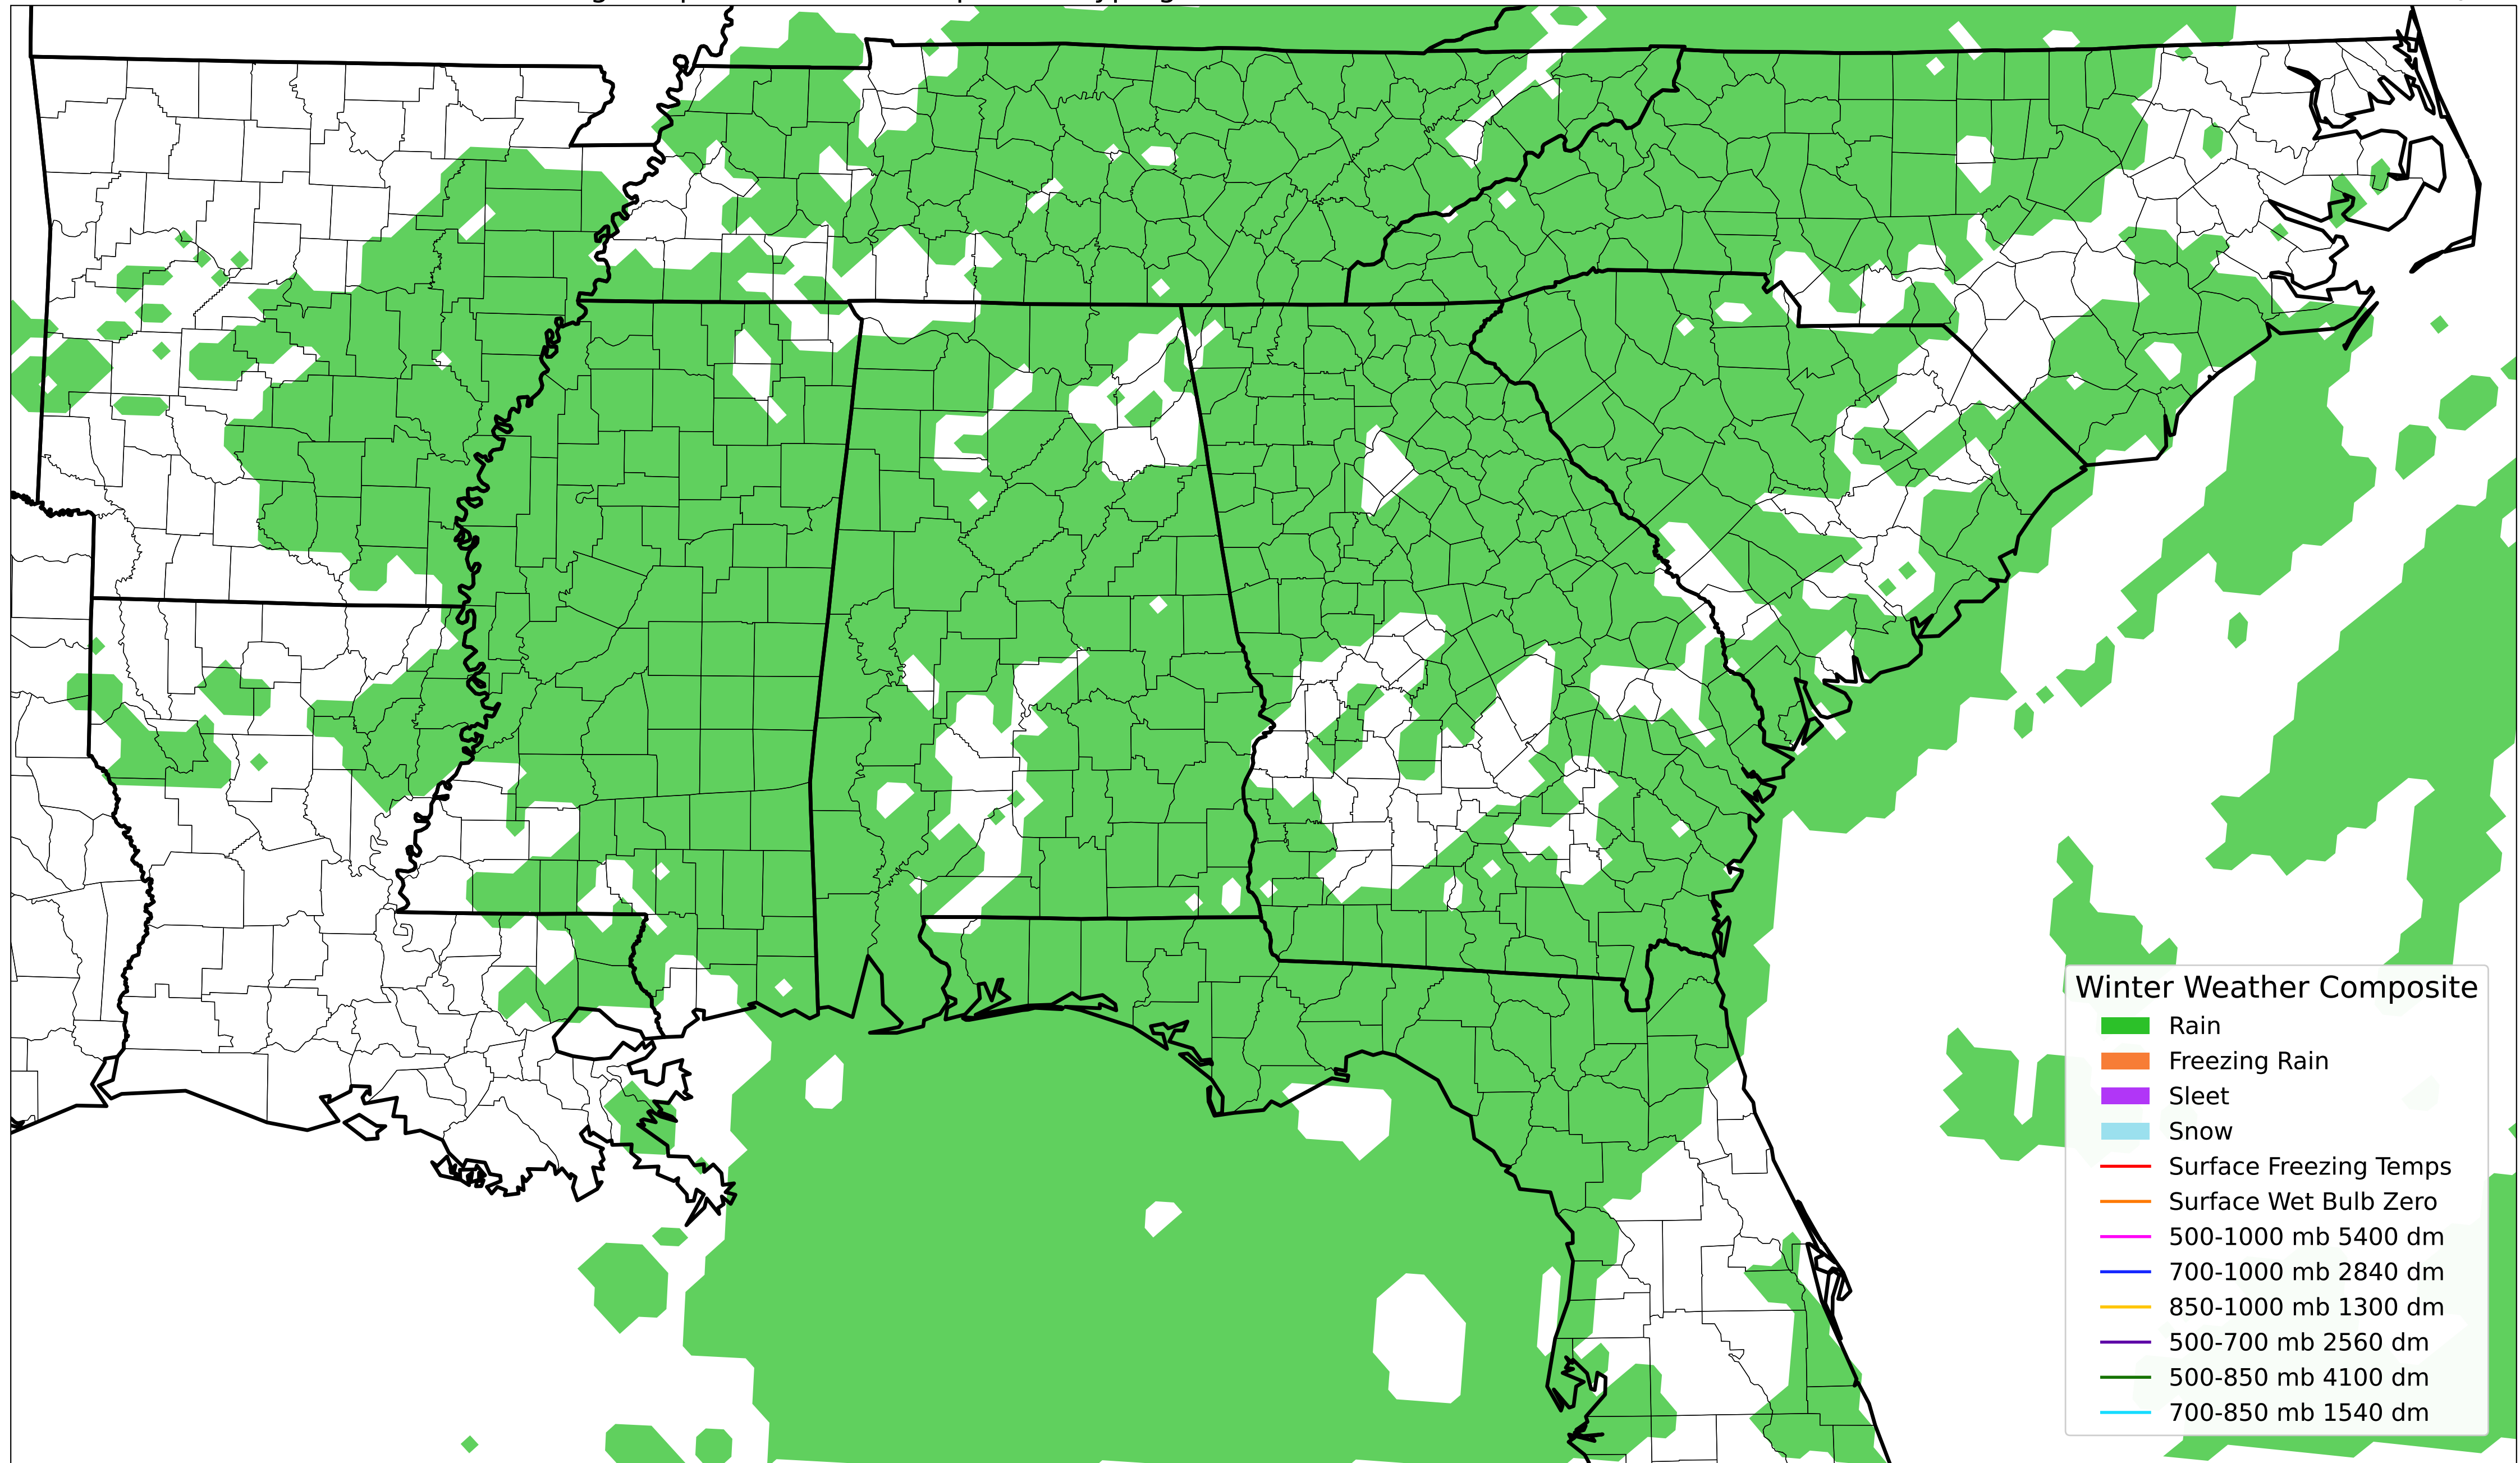 Winter Weather Composite
Rain
Freezing Rain
Sleet
Snow
Surface Freezing Temps
Surface Wet Bulb Zero
500-1000 mb 5400 dm
700-1000 mb 2840 dm
850-1000 mb 1300 dm
500-700 mb 2560 dm
500-850 mb 4100 dm
700-850 mb 1540 dm